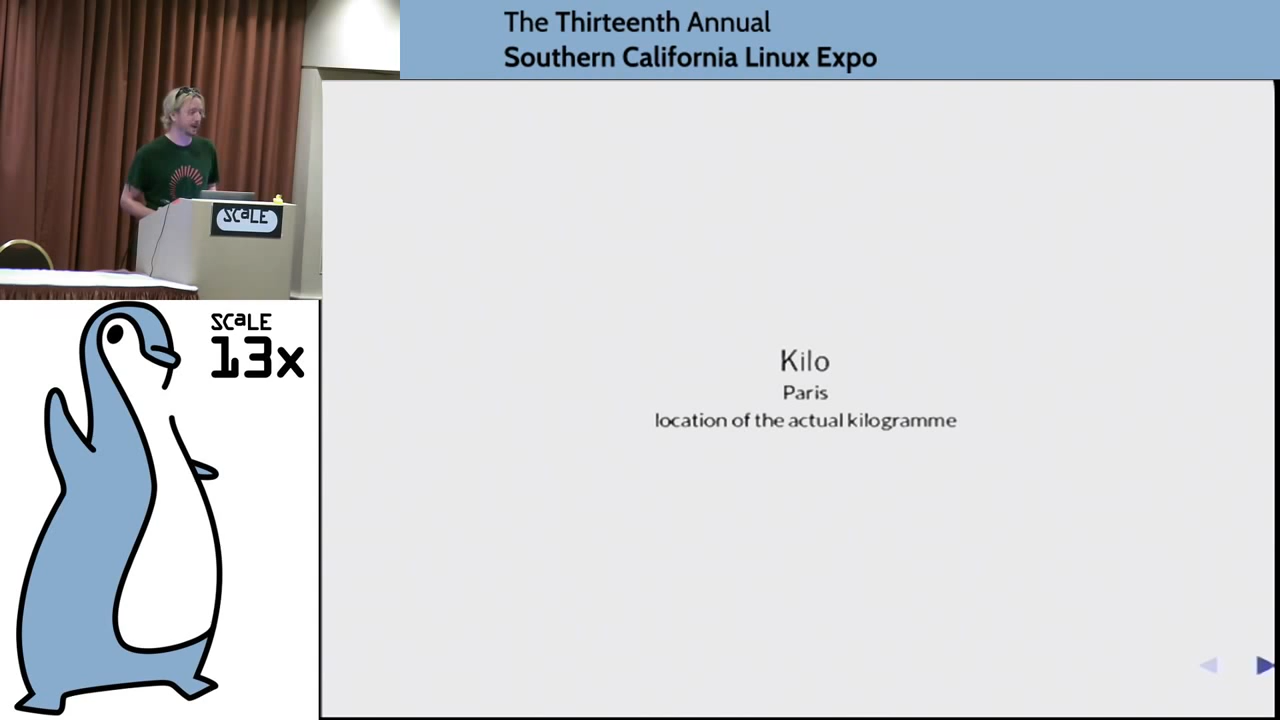 The Thirteenth Annual
Southern California Linux Expo
SCaLE
SCaLE
13x
Kilo
Paris
location of the actual kilogramme